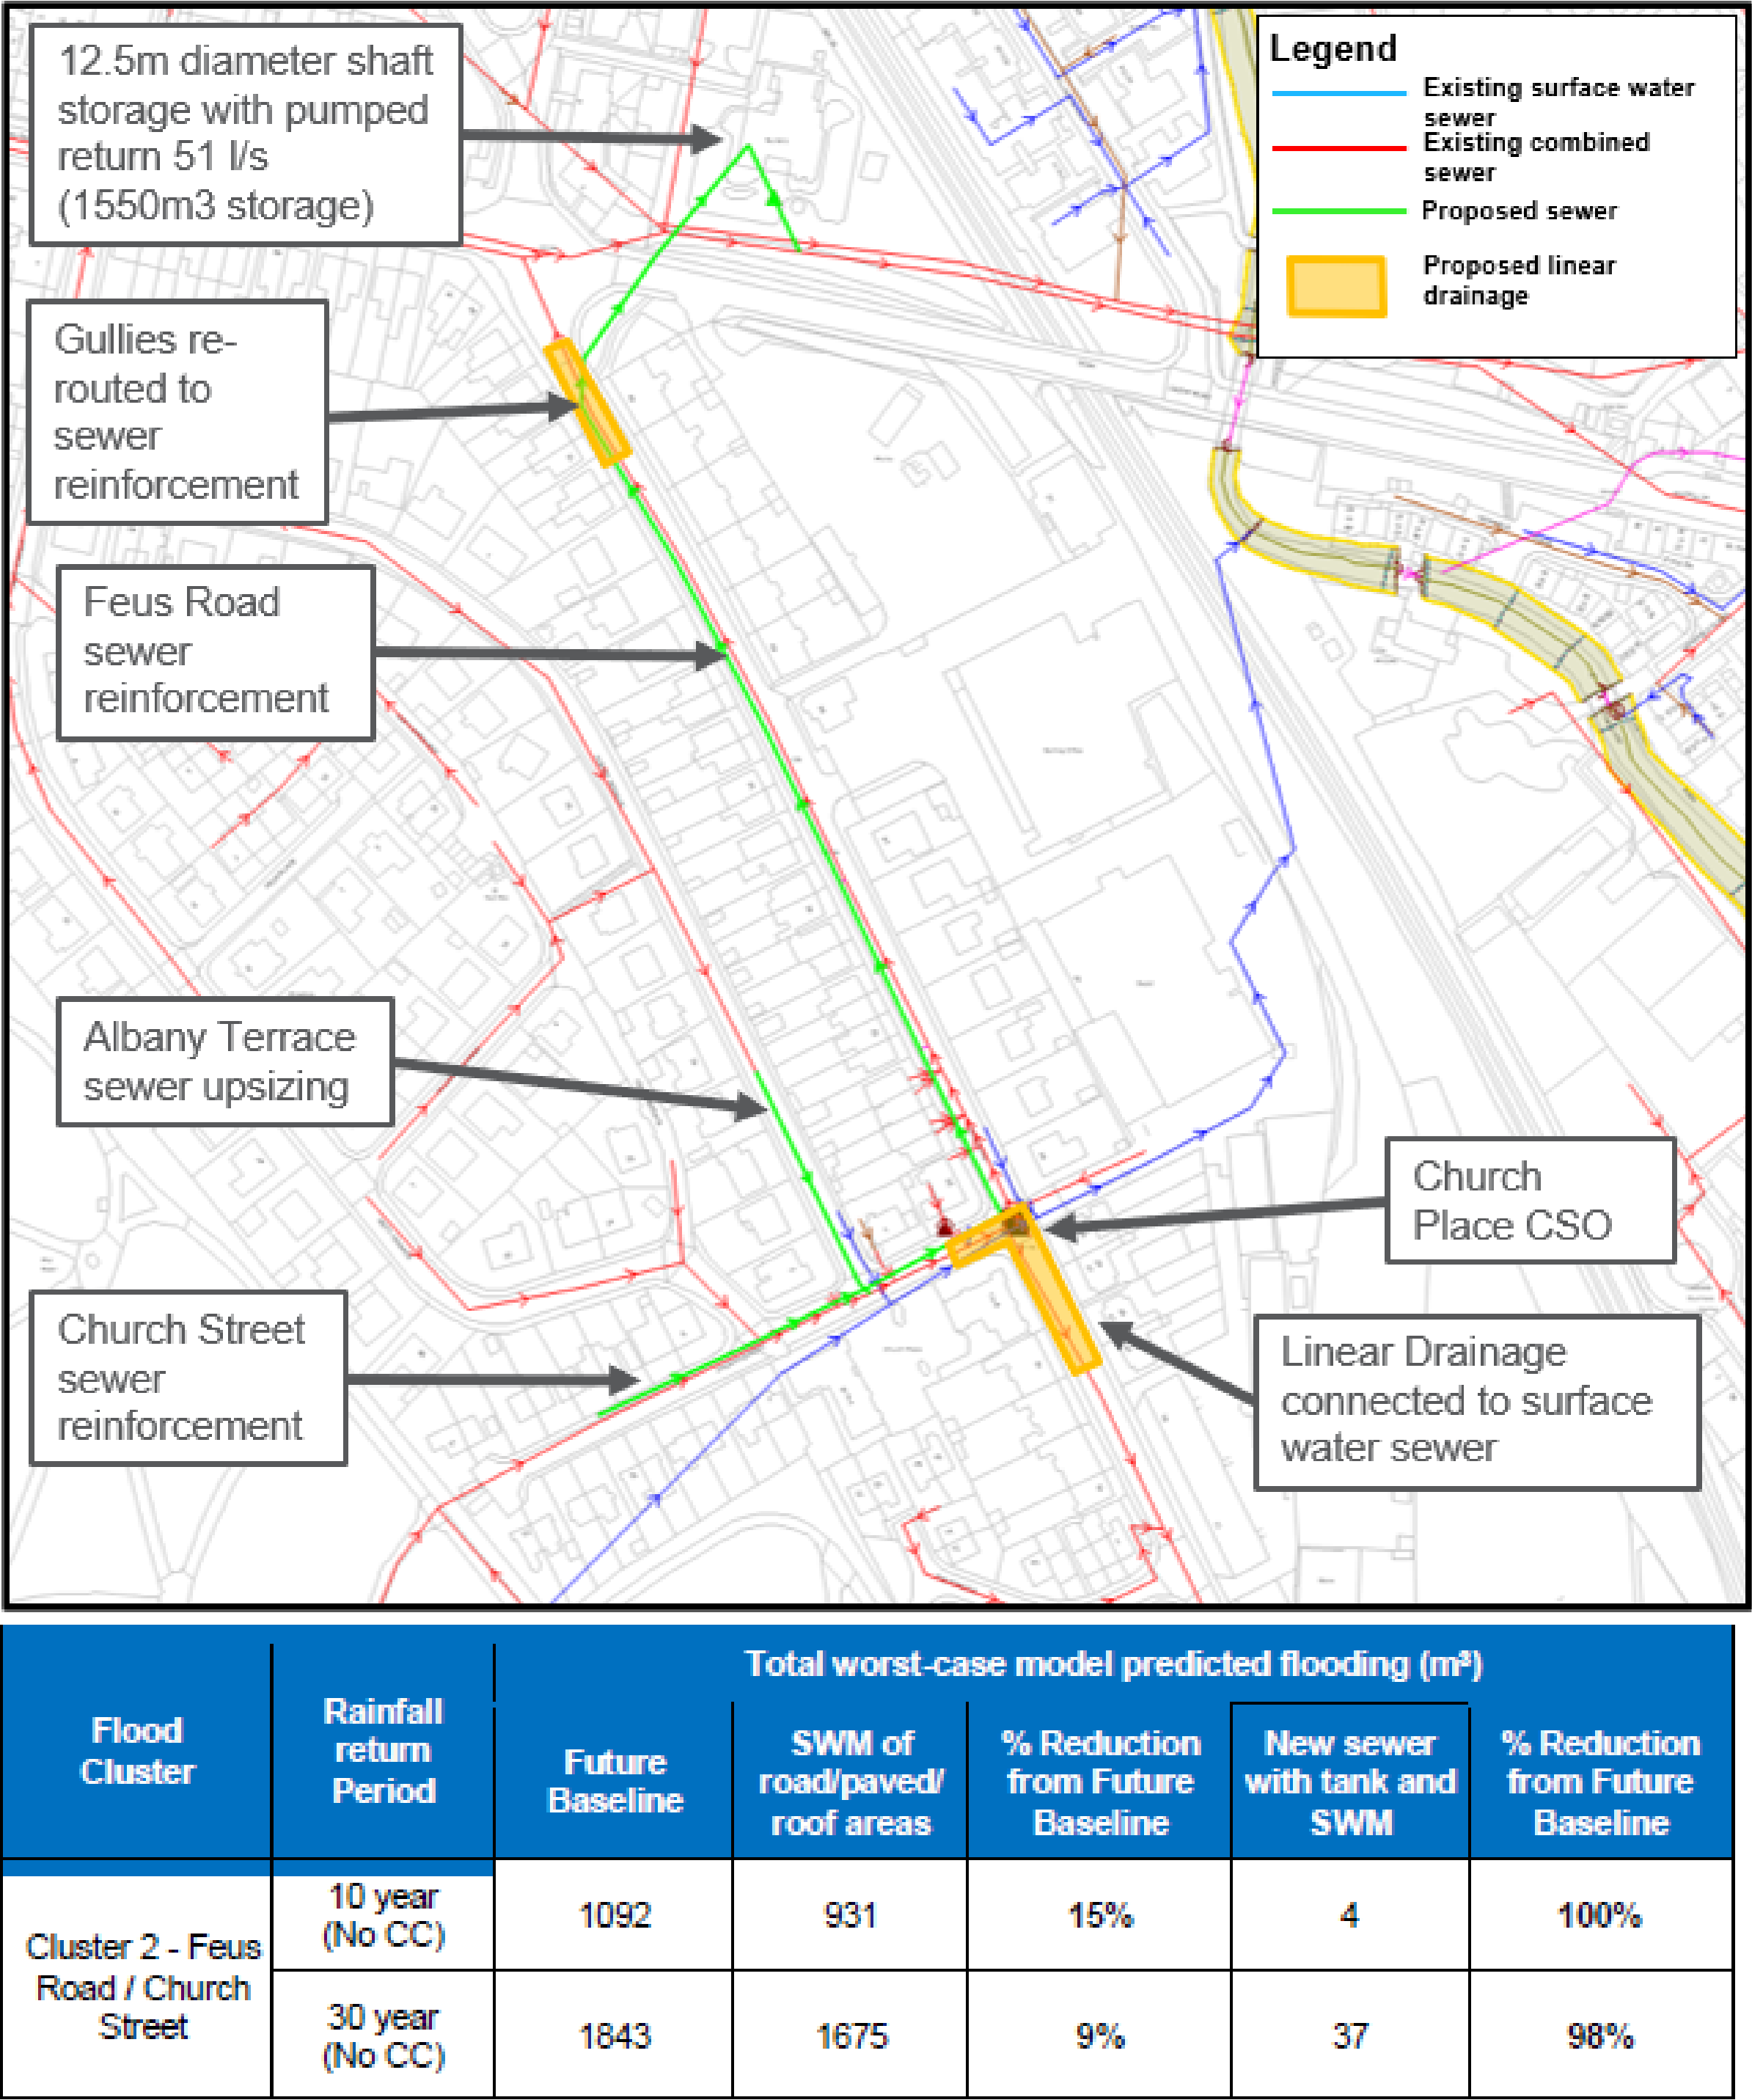 12.5m diameter shaft
storage with pumped
return 51 l/s
(1550m3 storage)
Legend
Existing surface water
sewer
Existing combined
sewer
Proposed sewer
Proposed linear
drainage
Gullies re-
routed to
sewer
reinforcement
Feus Road
sewer
reinforcement
Albany Terrace
sewer upsizing
Church
Place CSO
Church Street
sewer
reinforcement
Linear Drainage
connected to surface
water sewer
Flood
Cluster
Rainfall
return
Period
Total worst-case model predicted flooding (m³)
Future
Baseline
SWM of
road/paved/
roof areas
% Reduction
from Future
Baseline
New sewer
with tank and
SWM
% Reduction
from Future
Baseline
Cluster 2 - Feus
Road / Church
Street
10 year
(No CC)
1092
931
15%
4
100%
30 year
(No CC)
1843
1675
9%
37
98%